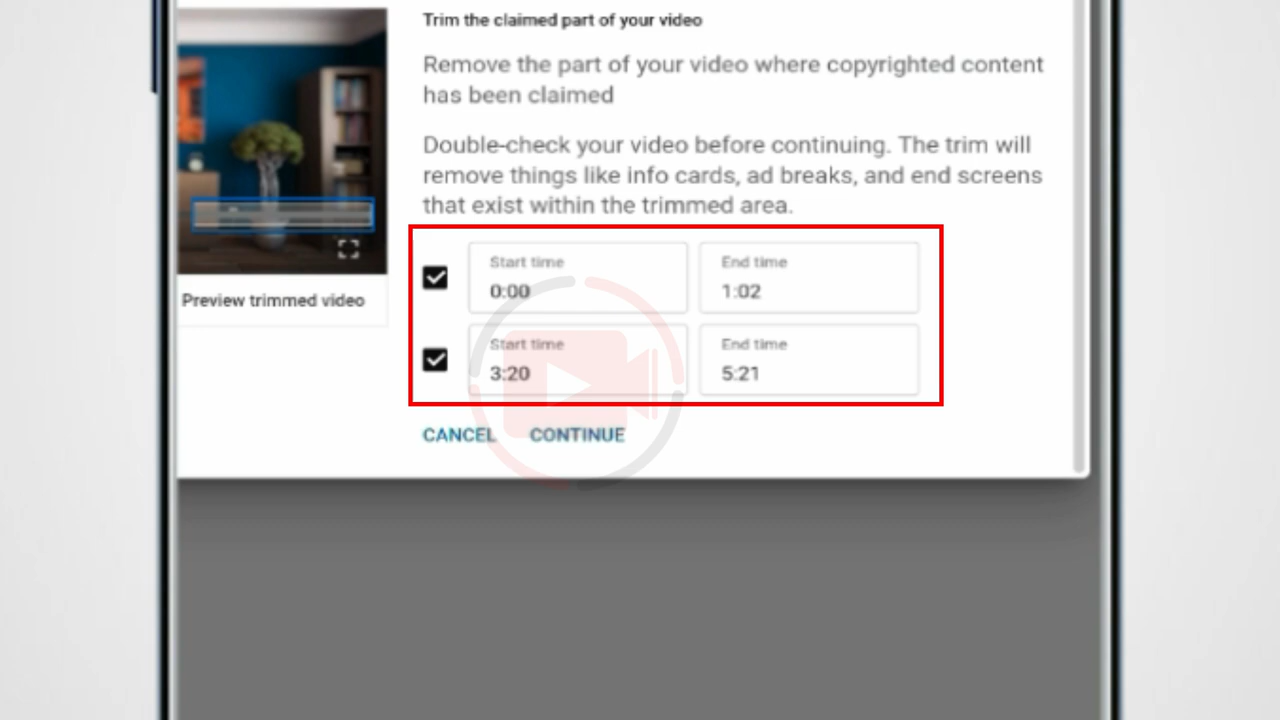 Trim the claimed part of your video
Remove the part of your video where copyrighted content
has been claimed
Double-check your video before continuing. The trim will
remove things like info cards, ad breaks, and end screens
that exist within the trimmed area.
Start time
0:00
End time
1:02
Start time
3:20
End time
5:21
Preview trimmed video
CANCEL
CONTINUE